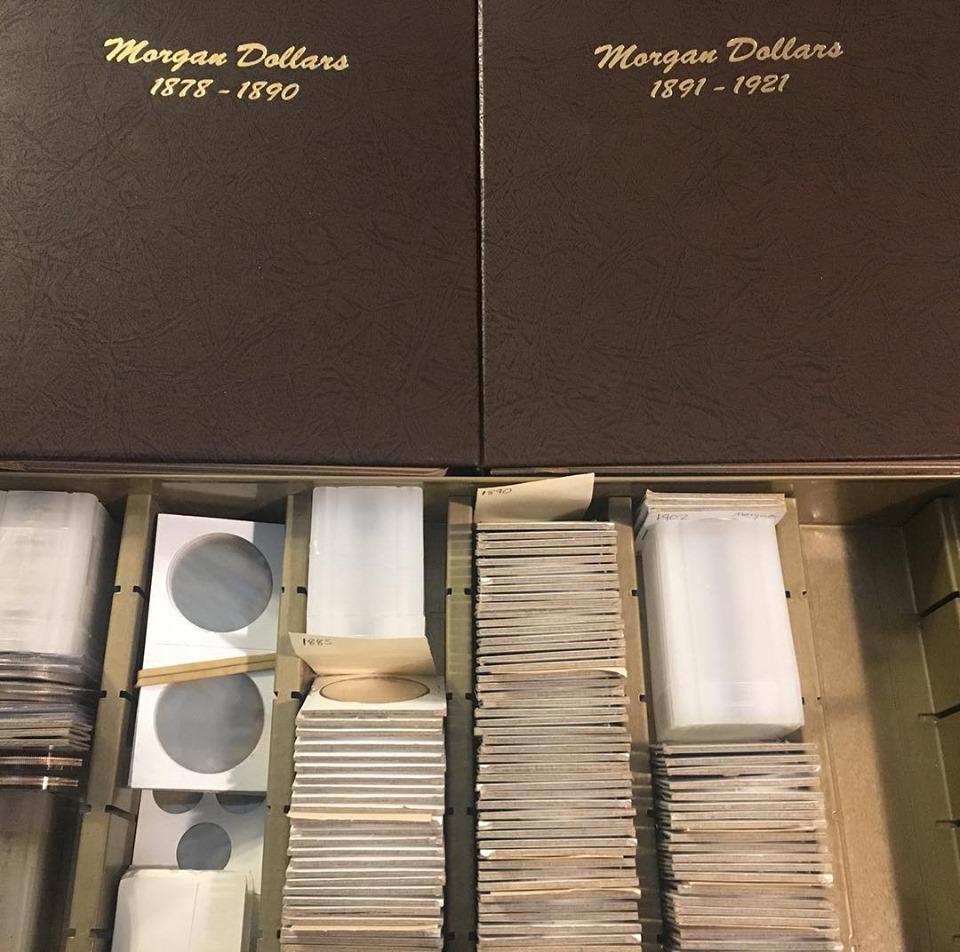 Morgan Dollars
1878 - 1890
Morgan Dollars
1891 - 1921
1890
1902 Morgan
1885